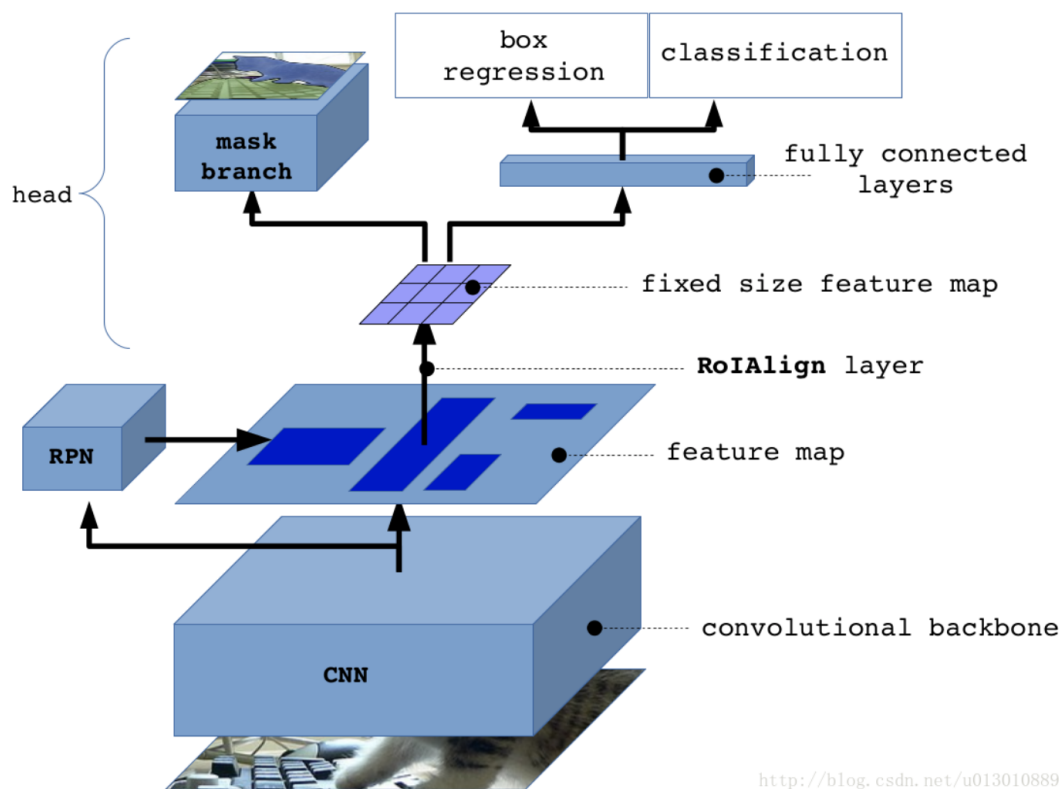 box
regression
classification
mask
branch
fully connected
layers
head
fixed size feature map
RoIAlign layer
RPN
feature map
convolutional backbone
CNN
http://blog.csdn.net/u013010889